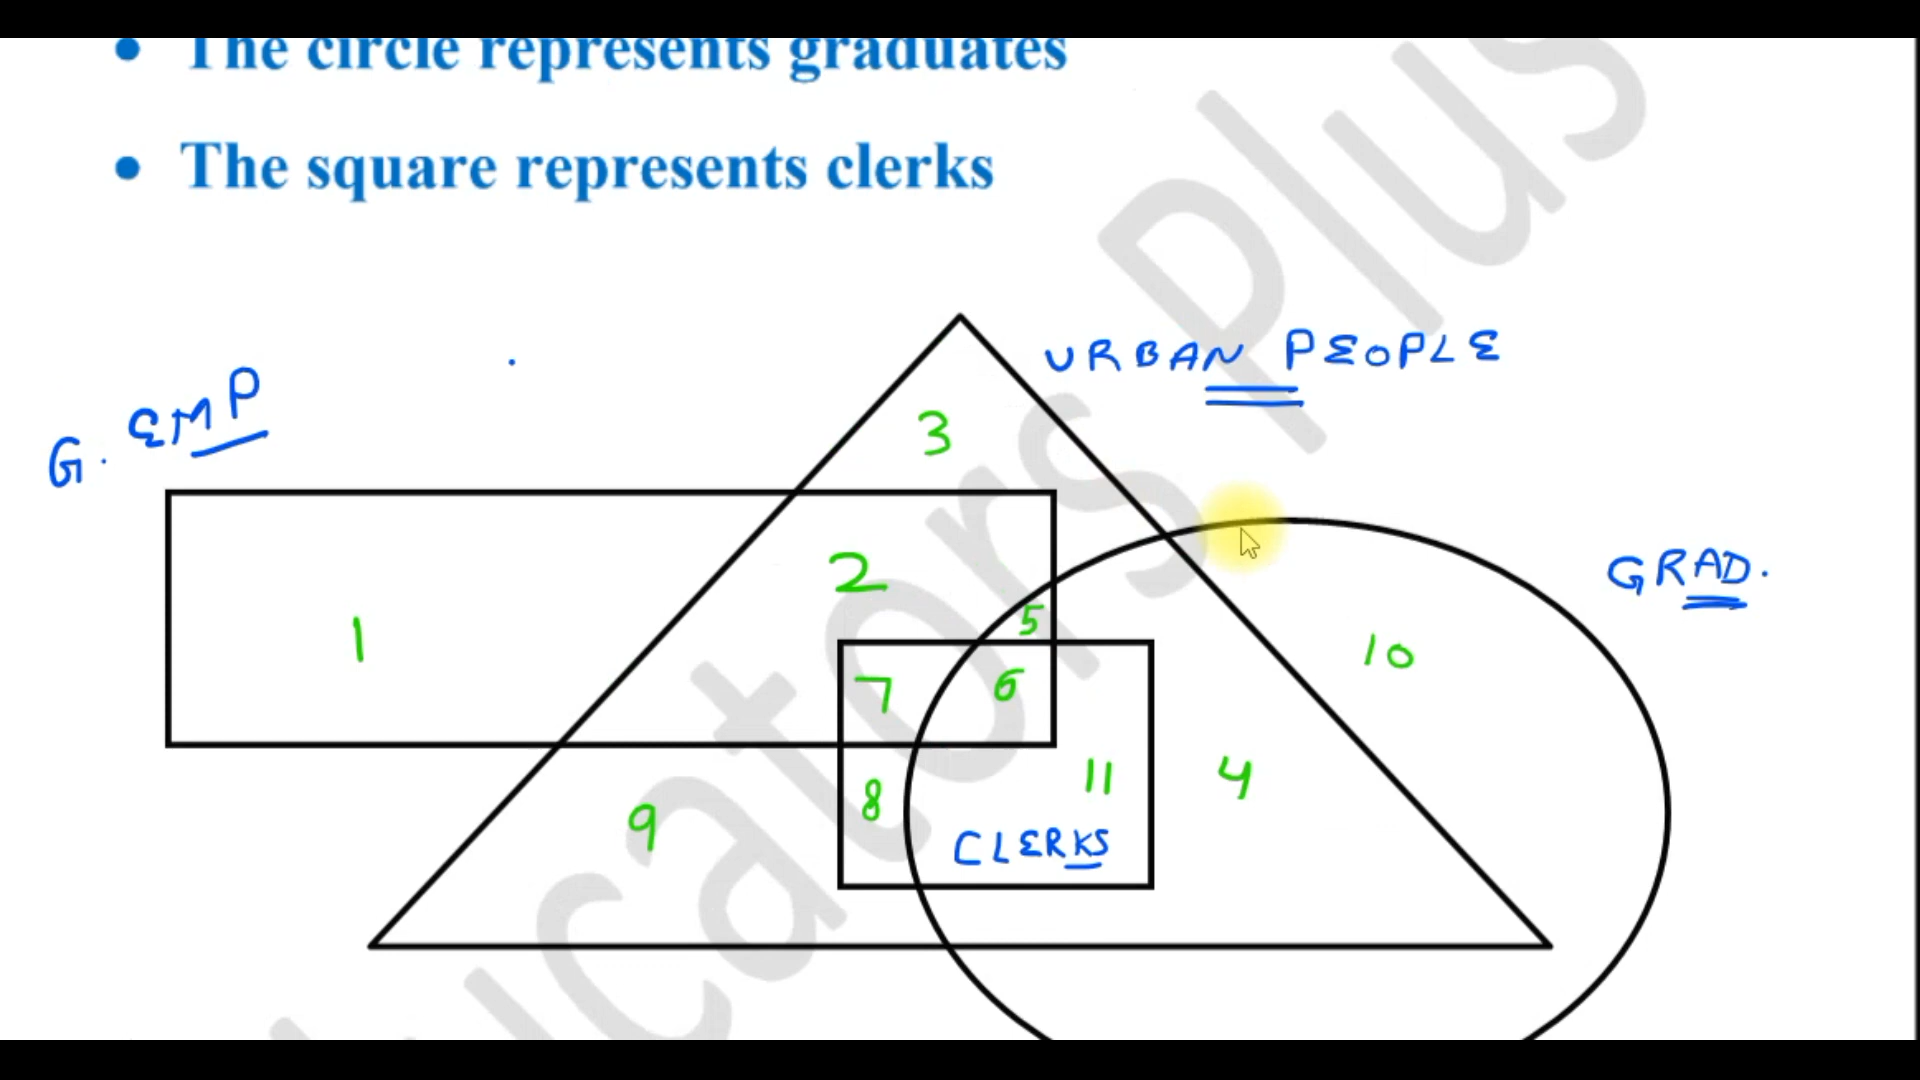 • The circle represents graduates
• The square represents clerks
URBAN PEOPLE
G. EMP
3
2
GRAD.
1
5
10
7
6
8
11
4
9
CLERKS
Plus